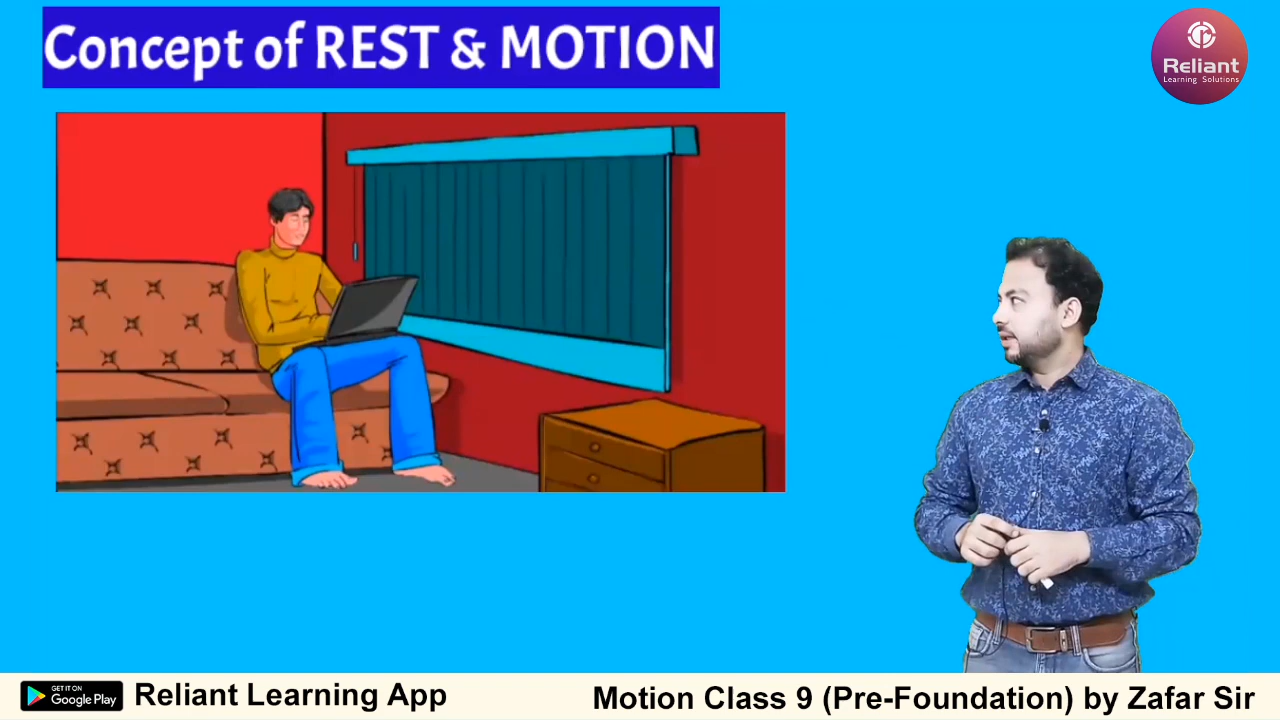 Concept of REST & MOTION
Reliant
Learning Solutions
GET IT ON
Google Play
Reliant Learning App
Motion Class 9 (Pre-Foundation) by Zafar Sir